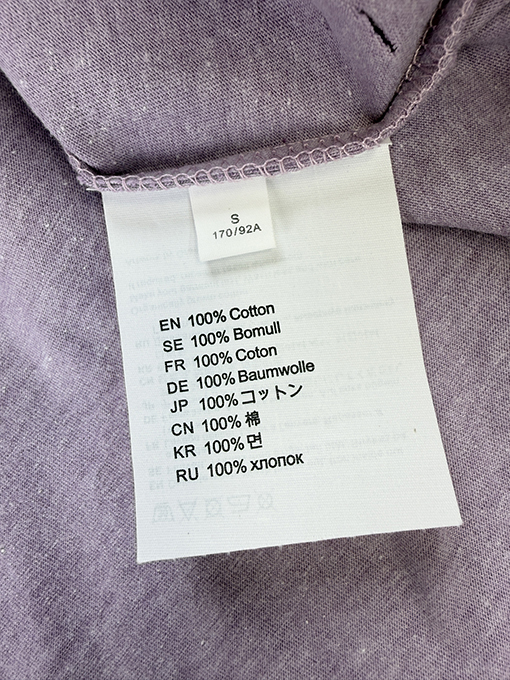 S
170/92A
EN 100% Cotton
SE 100% Bomull
FR 100% Coton
DE 100% Baumwolle
JP 100%コットン
CN 100% 棉
KR 100% 면
RU 100% хлопок